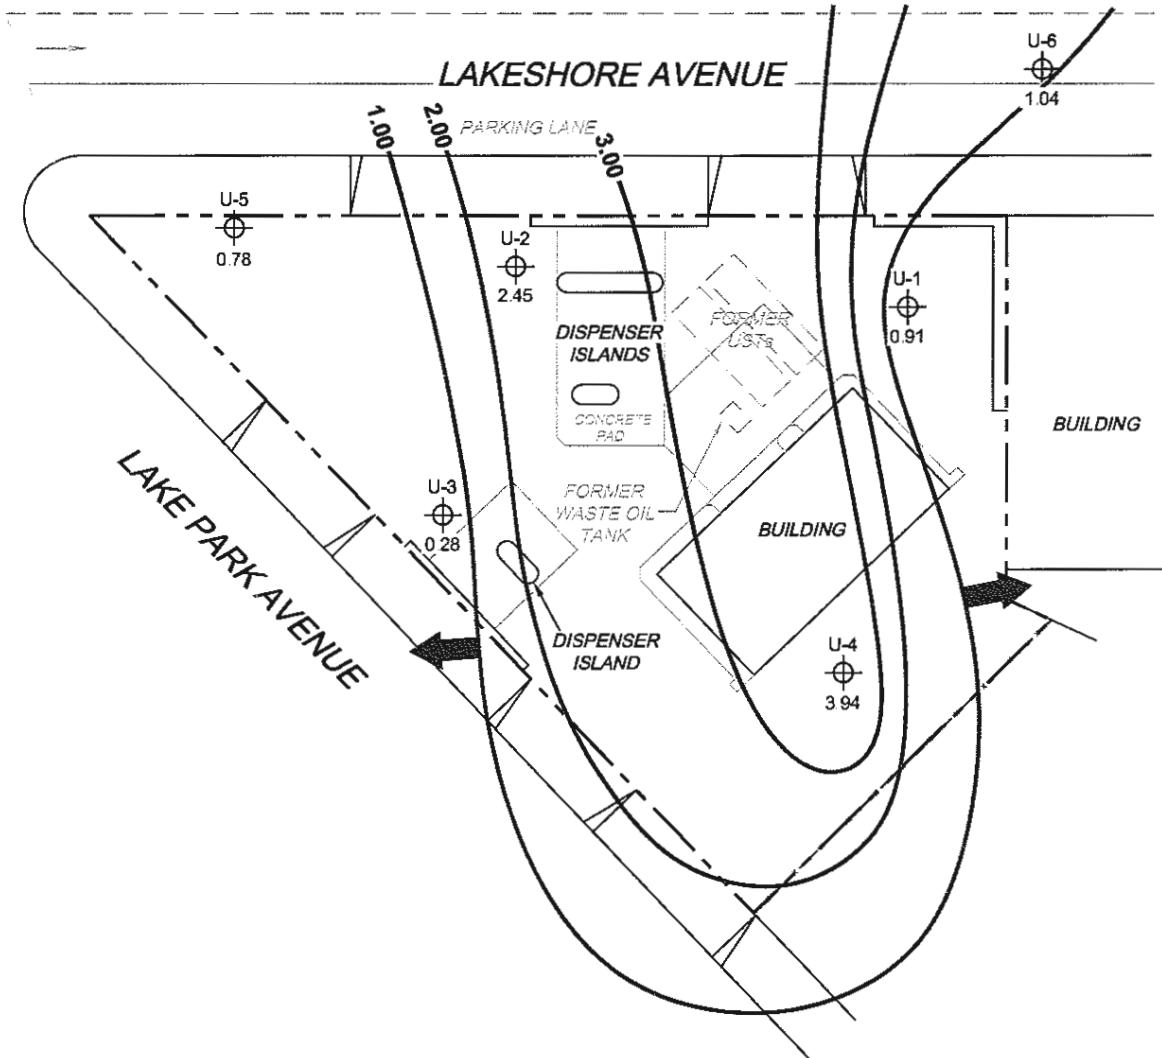 U-6
LAKESHORE AVENUE
1.04
1.00
2.00
PARKING LANE
3.00
U-5
0.78
U-2
2.45
U-1
0.91
FORMER
USTs
DISPENSER
ISLANDS
CONCRETE
PAD
BUILDING
LAKE PARK AVENUE
U-3
0.28
FORMER
WASTE OIL
TANK
BUILDING
DISPENSER
ISLAND
U-4
3.94